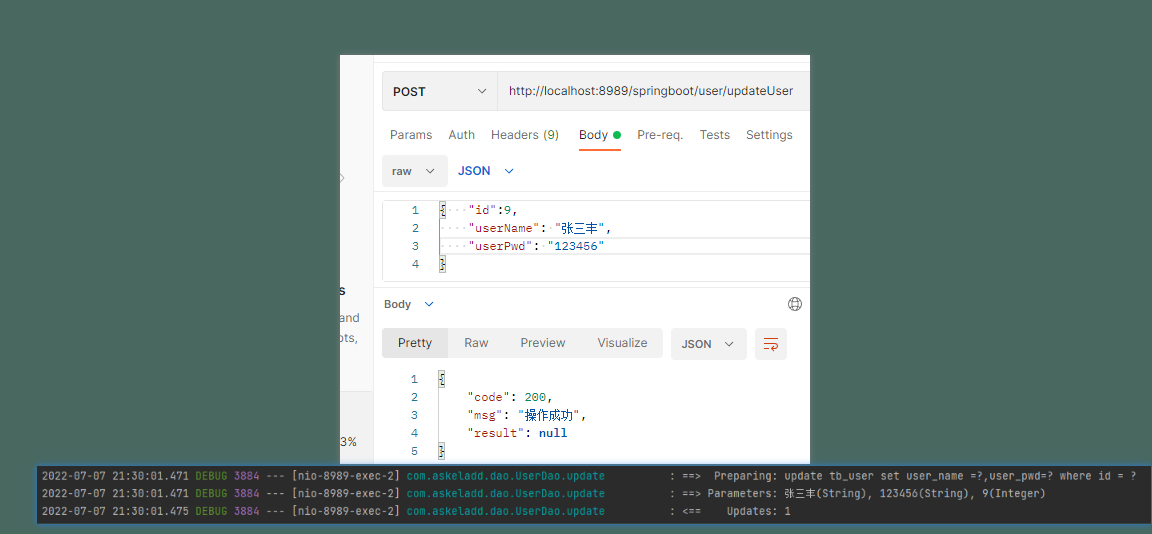 POST http://localhost:8989/springboot/user/updateUser
Params Auth Headers (9) Body Pre-req. Tests Settings
raw JSON
1 { "id":9,
2 "userName": "张三丰",
3 "userPwd": "123456"
4 }
s
Body
and
ots,
Pretty Raw Preview Visualize JSON
1 {
2 "code": 200,
3 "msg": "操作成功",
4 "result": null
3%
5 }
2022-07-07 21:30:01.471 DEBUG 3884 --- [nio-8989-exec-2] com.askeladd.dao.UserDao.update : ==> Preparing: update tb_user set user_name =?,user_pwd=? where id = ?
2022-07-07 21:30:01.471 DEBUG 3884 --- [nio-8989-exec-2] com.askeladd.dao.UserDao.update : ==> Parameters: 张三丰(String), 123456(String), 9(Integer)
2022-07-07 21:30:01.475 DEBUG 3884 --- [nio-8989-exec-2] com.askeladd.dao.UserDao.update : <== Updates: 1